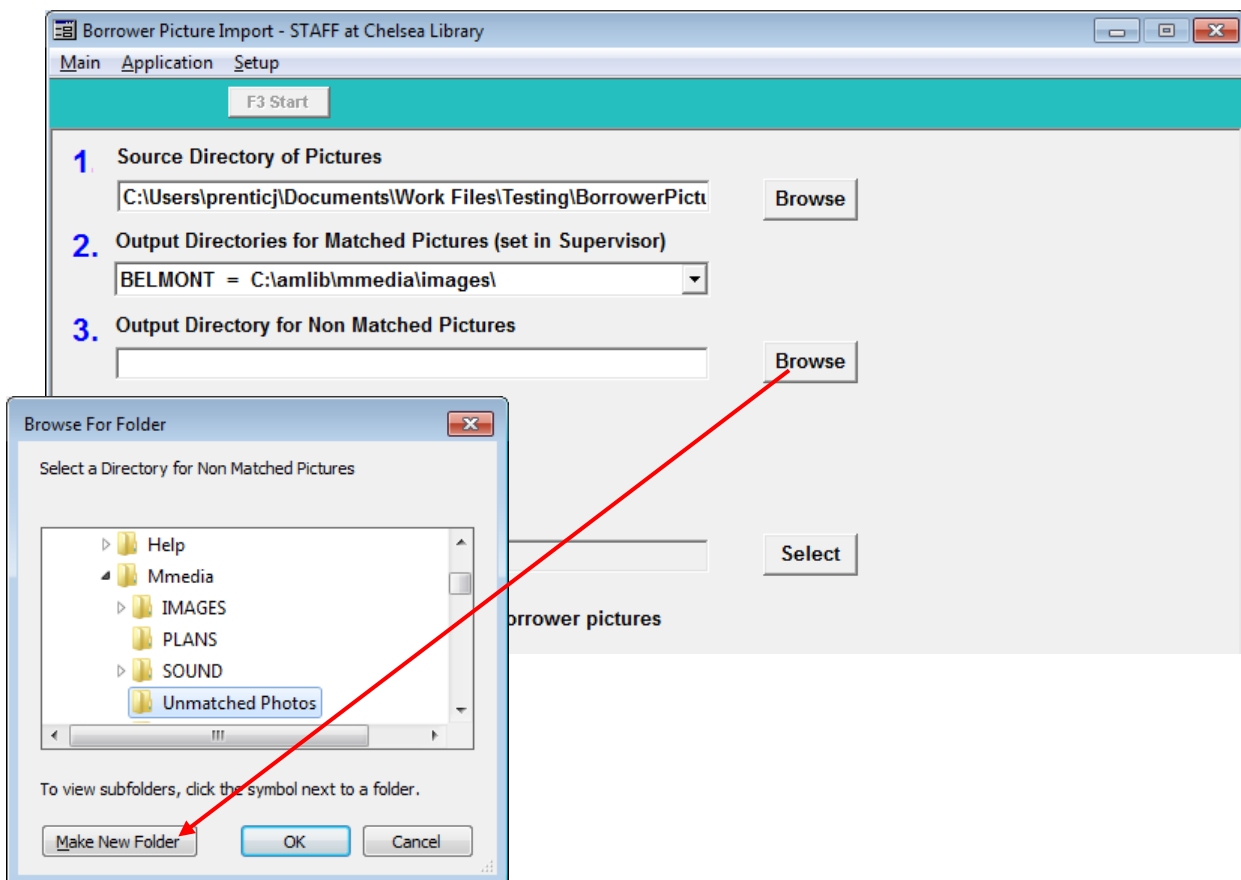 Borrower Picture Import - STAFF at Chelsea Library
Main Application Setup
F3 Start
1. Source Directory of Pictures
C:\Users\prenticj\Documents\Work Files\Testing\BorrowerPictu
Browse
2. Output Directories for Matched Pictures (set in Supervisor)
BELMONT = C:\amlib\mmedia\images\
3. Output Directory for Non Matched Pictures
Browse
Select
orrower pictures
Browse For Folder
Select a Directory for Non Matched Pictures
Help
Mmedia
IMAGES
PLANS
SOUND
Unmatched Photos
To view subfolders, click the symbol next to a folder.
Make New Folder OK Cancel